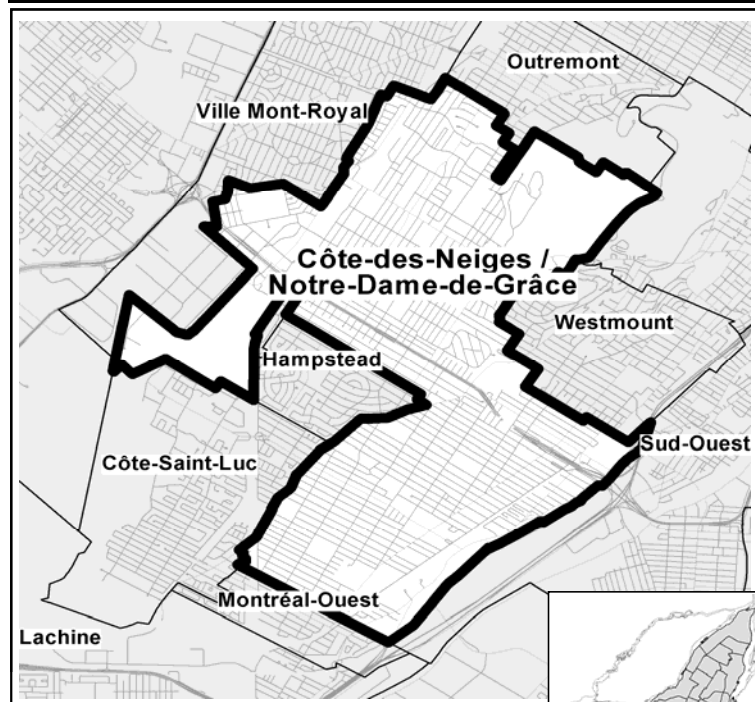 Outremont
Ville Mont-Royal
Côte-des-Neiges /
Notre-Dame-de-Grâce
Westmount
Hampstead
Sud-Ouest
Côte-Saint-Luc
Montréal-Ouest
Lachine